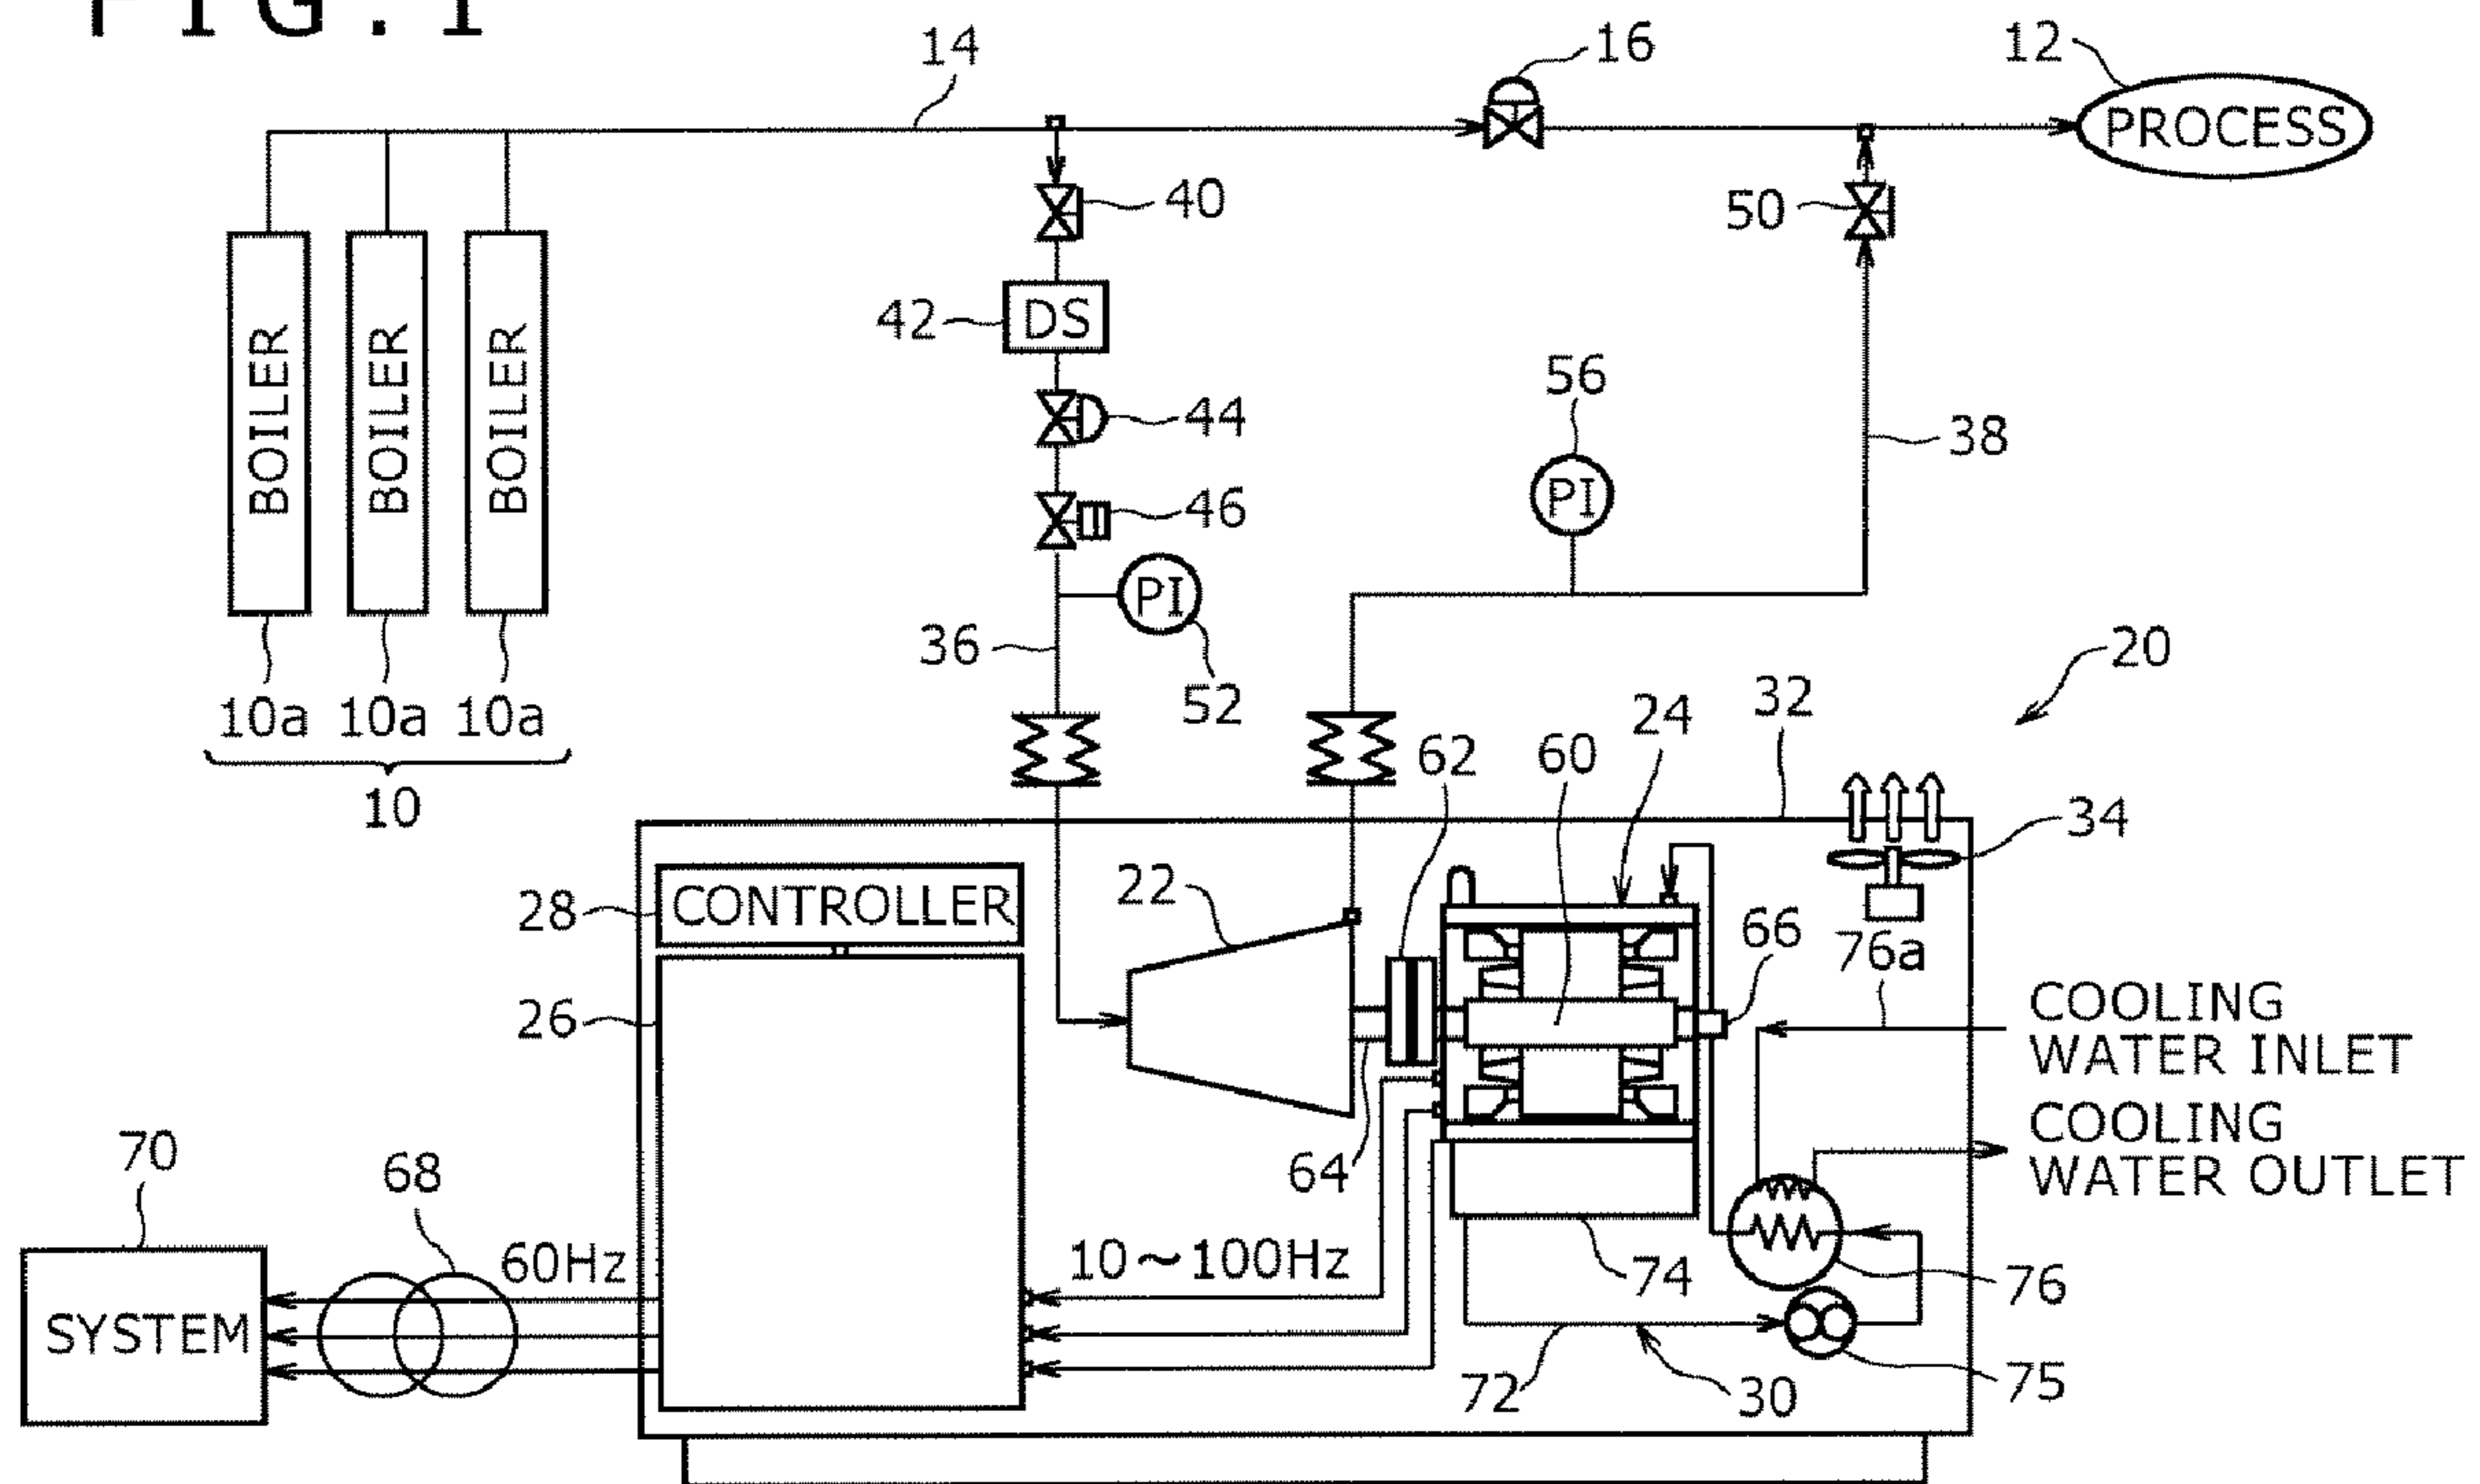 FIG.1
14
16
12
PROCESS
40
50
42
DS
BOILER
BOILER
BOILER
44
56
38
46
PI
PI
36
52
20
10a 10a 10a
10
32
24
62
60
34
22
28
CONTROLLER
66
76a
26
COOLING
WATER INLET
COOLING
WATER OUTLET
64
70
68
60Hz
10~100Hz
74
76
SYSTEM
72
30
75